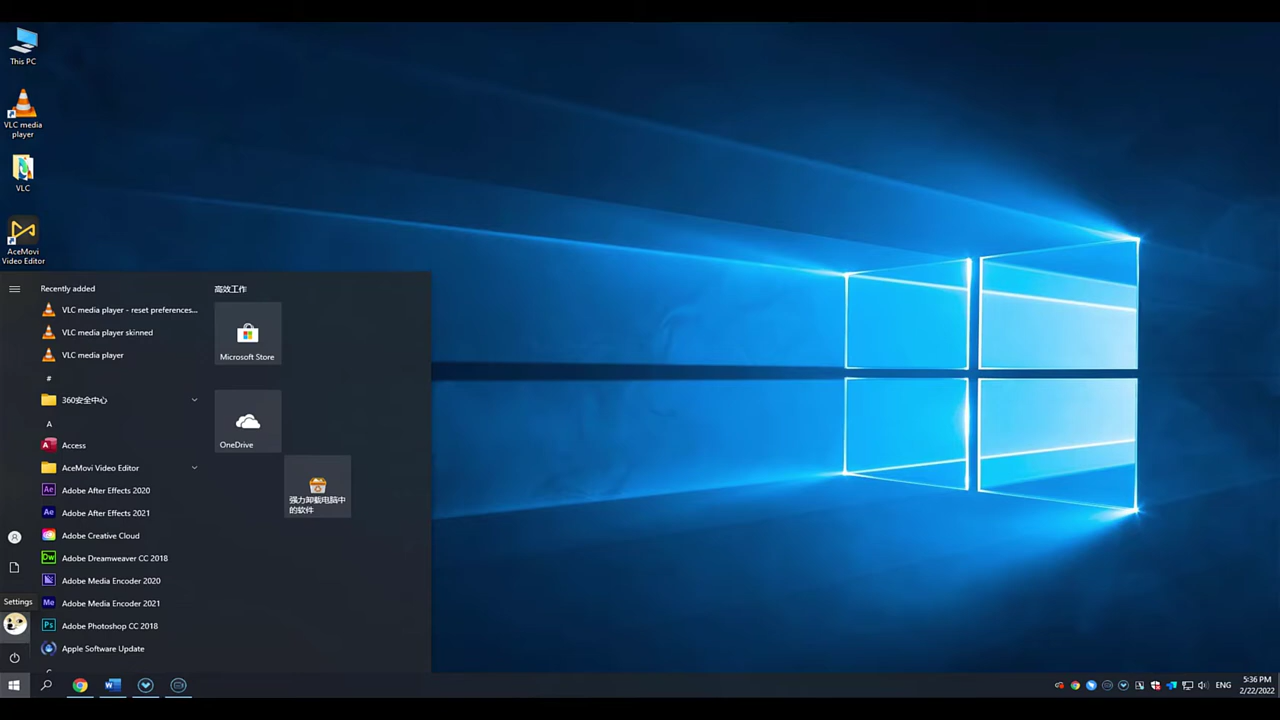 This PC
VLC media
player
VLC
AceMovi
Video Editor
Recently added
VLC media player - reset preferences...
VLC media player skinned
VLC media player
#
360安全中心
A
Access
AceMovi Video Editor
Adobe After Effects 2020
Adobe After Effects 2021
Adobe Creative Cloud
Adobe Dreamweaver CC 2018
Adobe Media Encoder 2020
Adobe Media Encoder 2021
Adobe Photoshop CC 2018
Apple Software Update
高效工作
Microsoft Store
OneDrive
强力卸载电脑中
的软件
Settings
ENG
5:36 PM
2/22/2022